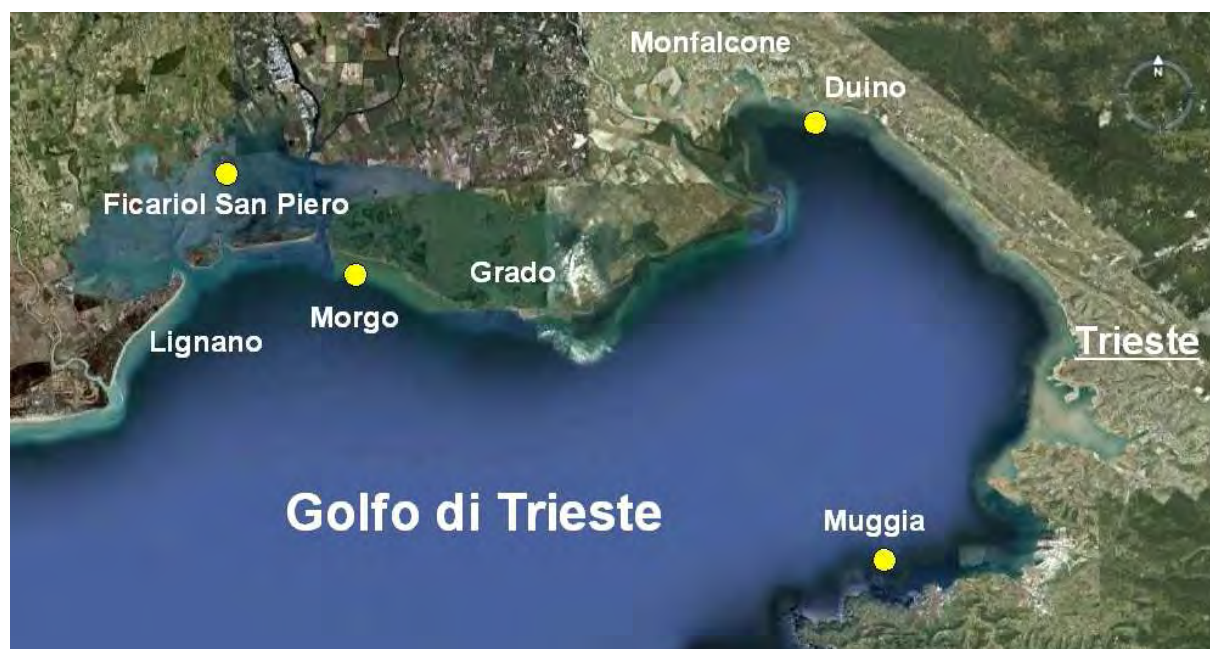 Monfalcone
Duino
N
Ficariol San Piero
Grado
Morgo
Lignano
Trieste
Golfo di Trieste
Muggia